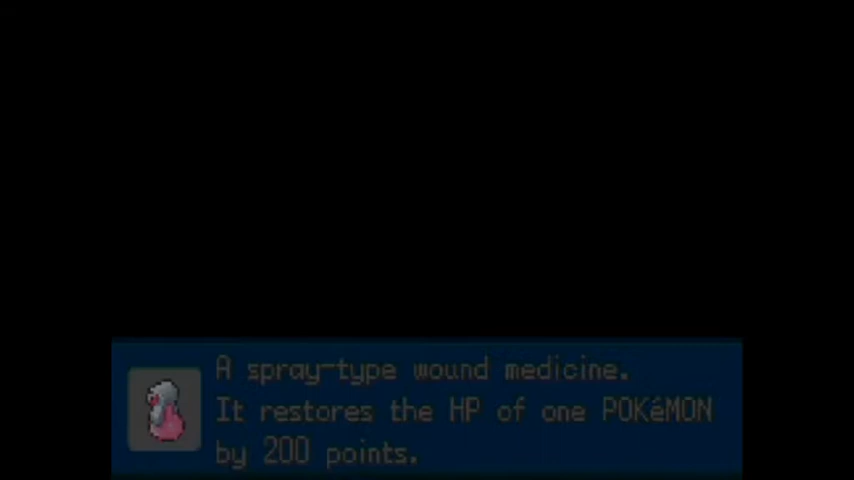 A spray-type wound medicine.
It restores the HP of one POKéMON
by 200 points.